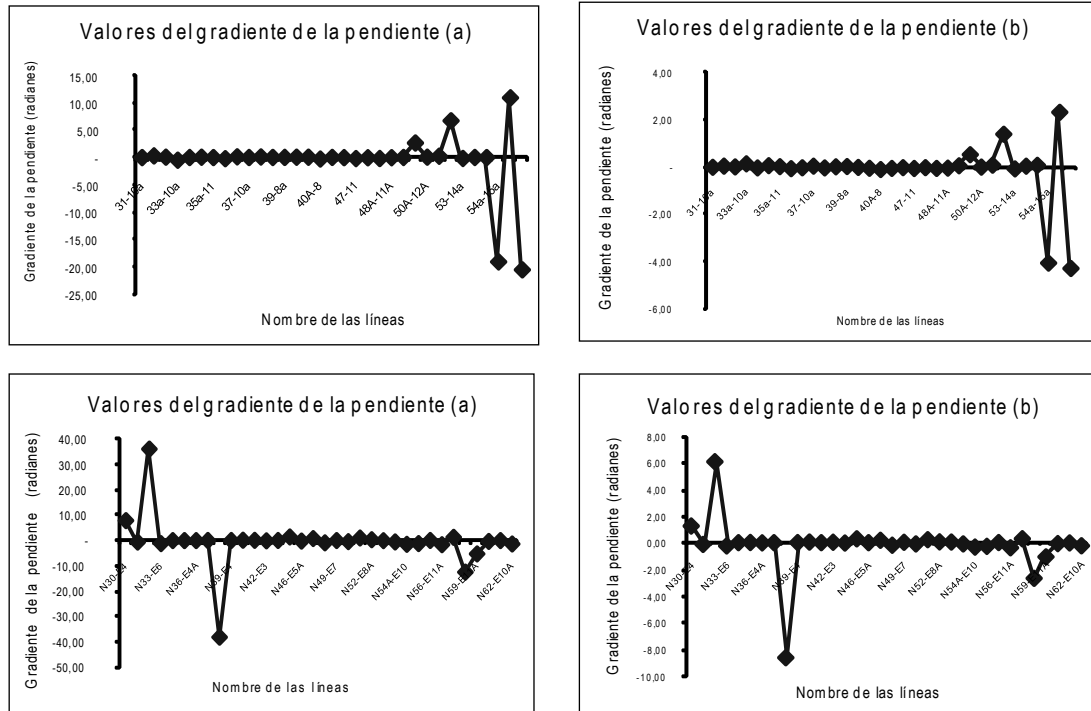 Valores del gradiente de la pendiente (a)
Gradiente de la pendiente (radianes)
15,00
10,00
5,00
-
-5,00
-10,00
-15,00
-20,00
-25,00
31-10a
33a-10a
35a-11
37-10a
39-8a
40A-8
47-11
48A-11A
50A-12A
53-14a
54a-15a
Nombre de las líneas
Valores del gradiente de la pendiente (b)
Gradiente de la pendiente (radianes)
4,00
2,00
-
-2,00
-4,00
-6,00
31-10a
33a-10a
35a-11
37-10a
39-8a
40A-8
47-11
48A-11A
50A-12A
53-14a
54a-15a
Nombre de las líneas
Valores del gradiente de la pendiente (a)
Gradiente de la pendiente (radianes)
40,00
30,00
20,00
10,00
-
-10,00
-20,00
-30,00
-40,00
-50,00
N30-E4
N33-E6
N36-E4A
N42-E3
N46-E5A
N49-E7
N52-E8A
N54A-E10
N56-E11A
N62-E10A
Nombre de las líneas
Valores del gradiente de la pendiente (b)
Gradiente de la pendiente (radianes)
8,00
6,00
4,00
2,00
0,00
-2,00
-4,00
-6,00
-8,00
-10,00
N30-E4
N33-E6
N36-E4A
N42-E3
N46-E5A
N49-E7
N52-E8A
N54A-E10
N56-E11A
N62-E10A
Nombre de las líneas